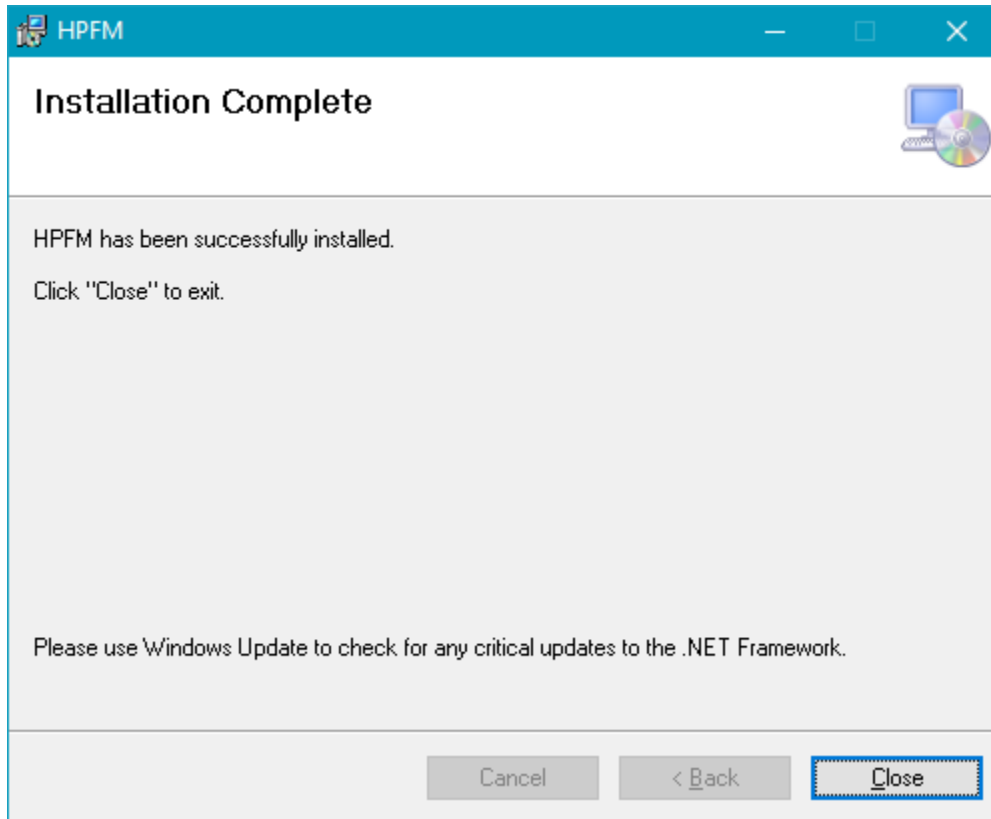 HPFM
Installation Complete
HPFM has been successfully installed.
Click "Close" to exit.
Please use Windows Update to check for any critical updates to the .NET Framework.
Cancel
< Back
Close